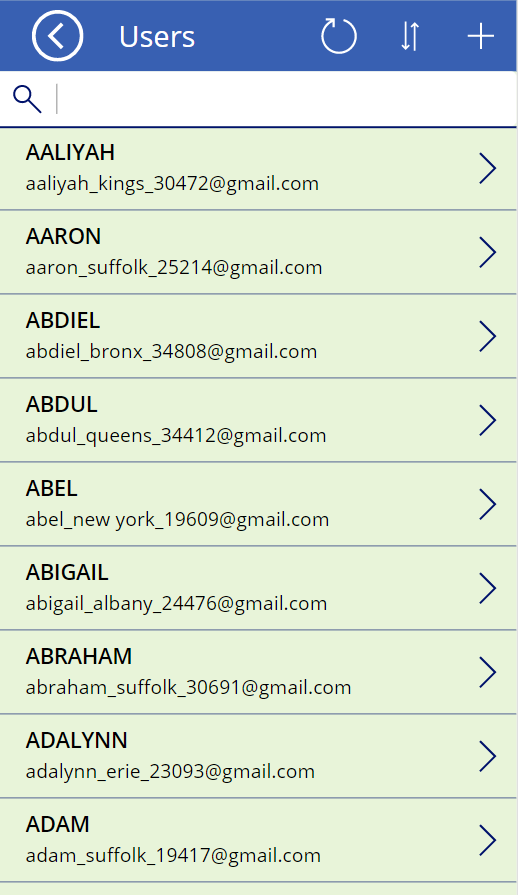 Users
AALIYAH
aaliyah_kings_30472@gmail.com
AARON
aaron_suffolk_25214@gmail.com
ABDIEL
abdiel_bronx_34808@gmail.com
ABDUL
abdul_queens_34412@gmail.com
ABEL
abel_new york_19609@gmail.com
ABIGAIL
abigail_albany_24476@gmail.com
ABRAHAM
abraham_suffolk_30691@gmail.com
ADALYNN
adalynn_erie_23093@gmail.com
ADAM
adam_suffolk_19417@gmail.com